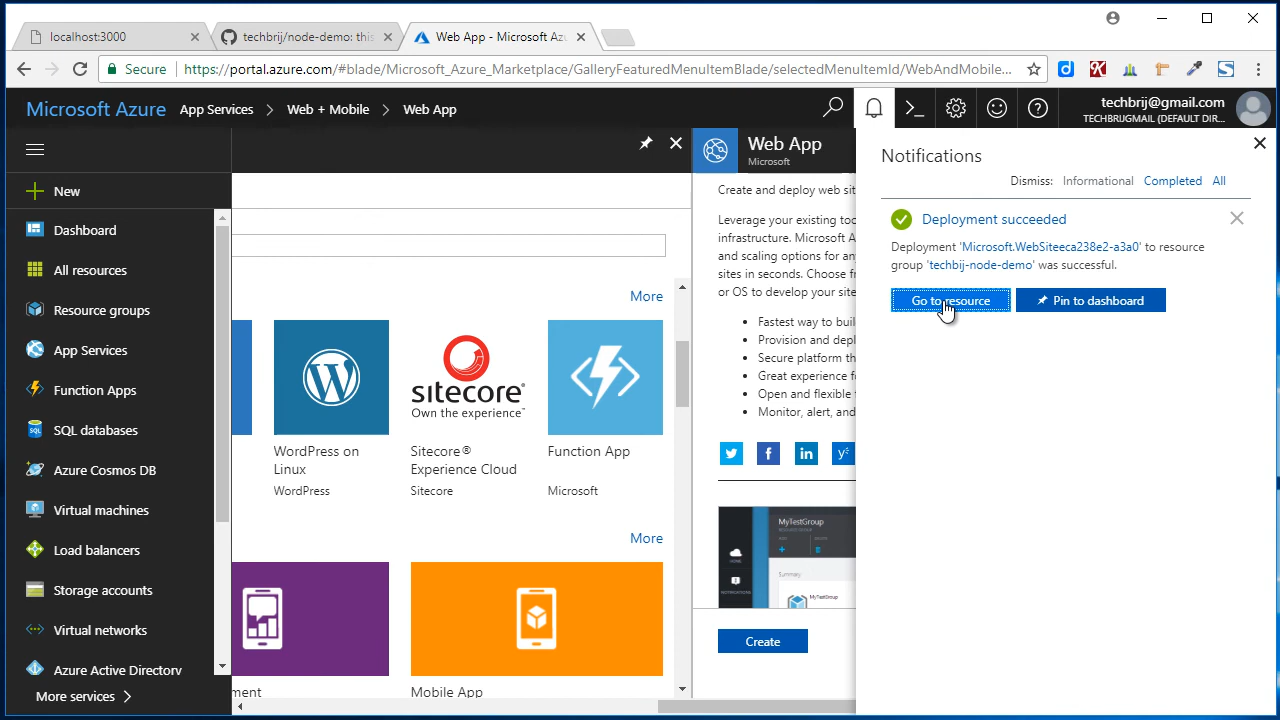 localhost:3000
techbrij/node-demo: this
Web App - Microsoft Az
Secure
https://portal.azure.com/#blade/Microsoft_Azure_Marketplace/GalleryFeaturedMenuItemBlade/selectedMenuItemId/WebAndMobile...
Microsoft Azure
App Services
Web + Mobile
Web App
techbrij@gmail.com
TECHBRIJGMAIL (DEFAULT DIR...
New
Dashboard
All resources
Resource groups
App Services
Function Apps
SQL databases
Azure Cosmos DB
Virtual machines
Load balancers
Storage accounts
Virtual networks
Azure Active Directory
More services
More
WordPress on
Linux
WordPress
sitecore
Own the experience™
Sitecore®
Experience Cloud
Sitecore
Function App
Microsoft
More
ment
Mobile App
Web App
Microsoft
Create and deploy web sit
Leverage your existing too
infrastructure. Microsoft A
and scaling options for an
sites in seconds. Choose fr
or OS to develop your site
Fastest way to buil
Provision and depl
Secure platform th
Great experience fo
Open and flexible f
Monitor, alert, and
MyTestGroup
Summary
MyTestGroup
Create
Notifications
Dismiss:
Informational
Completed
All
Deployment succeeded
Deployment 'Microsoft.WebSiteeca238e2-a3a0' to resource
group 'techbij-node-demo' was successful.
Go to resource
Pin to dashboard